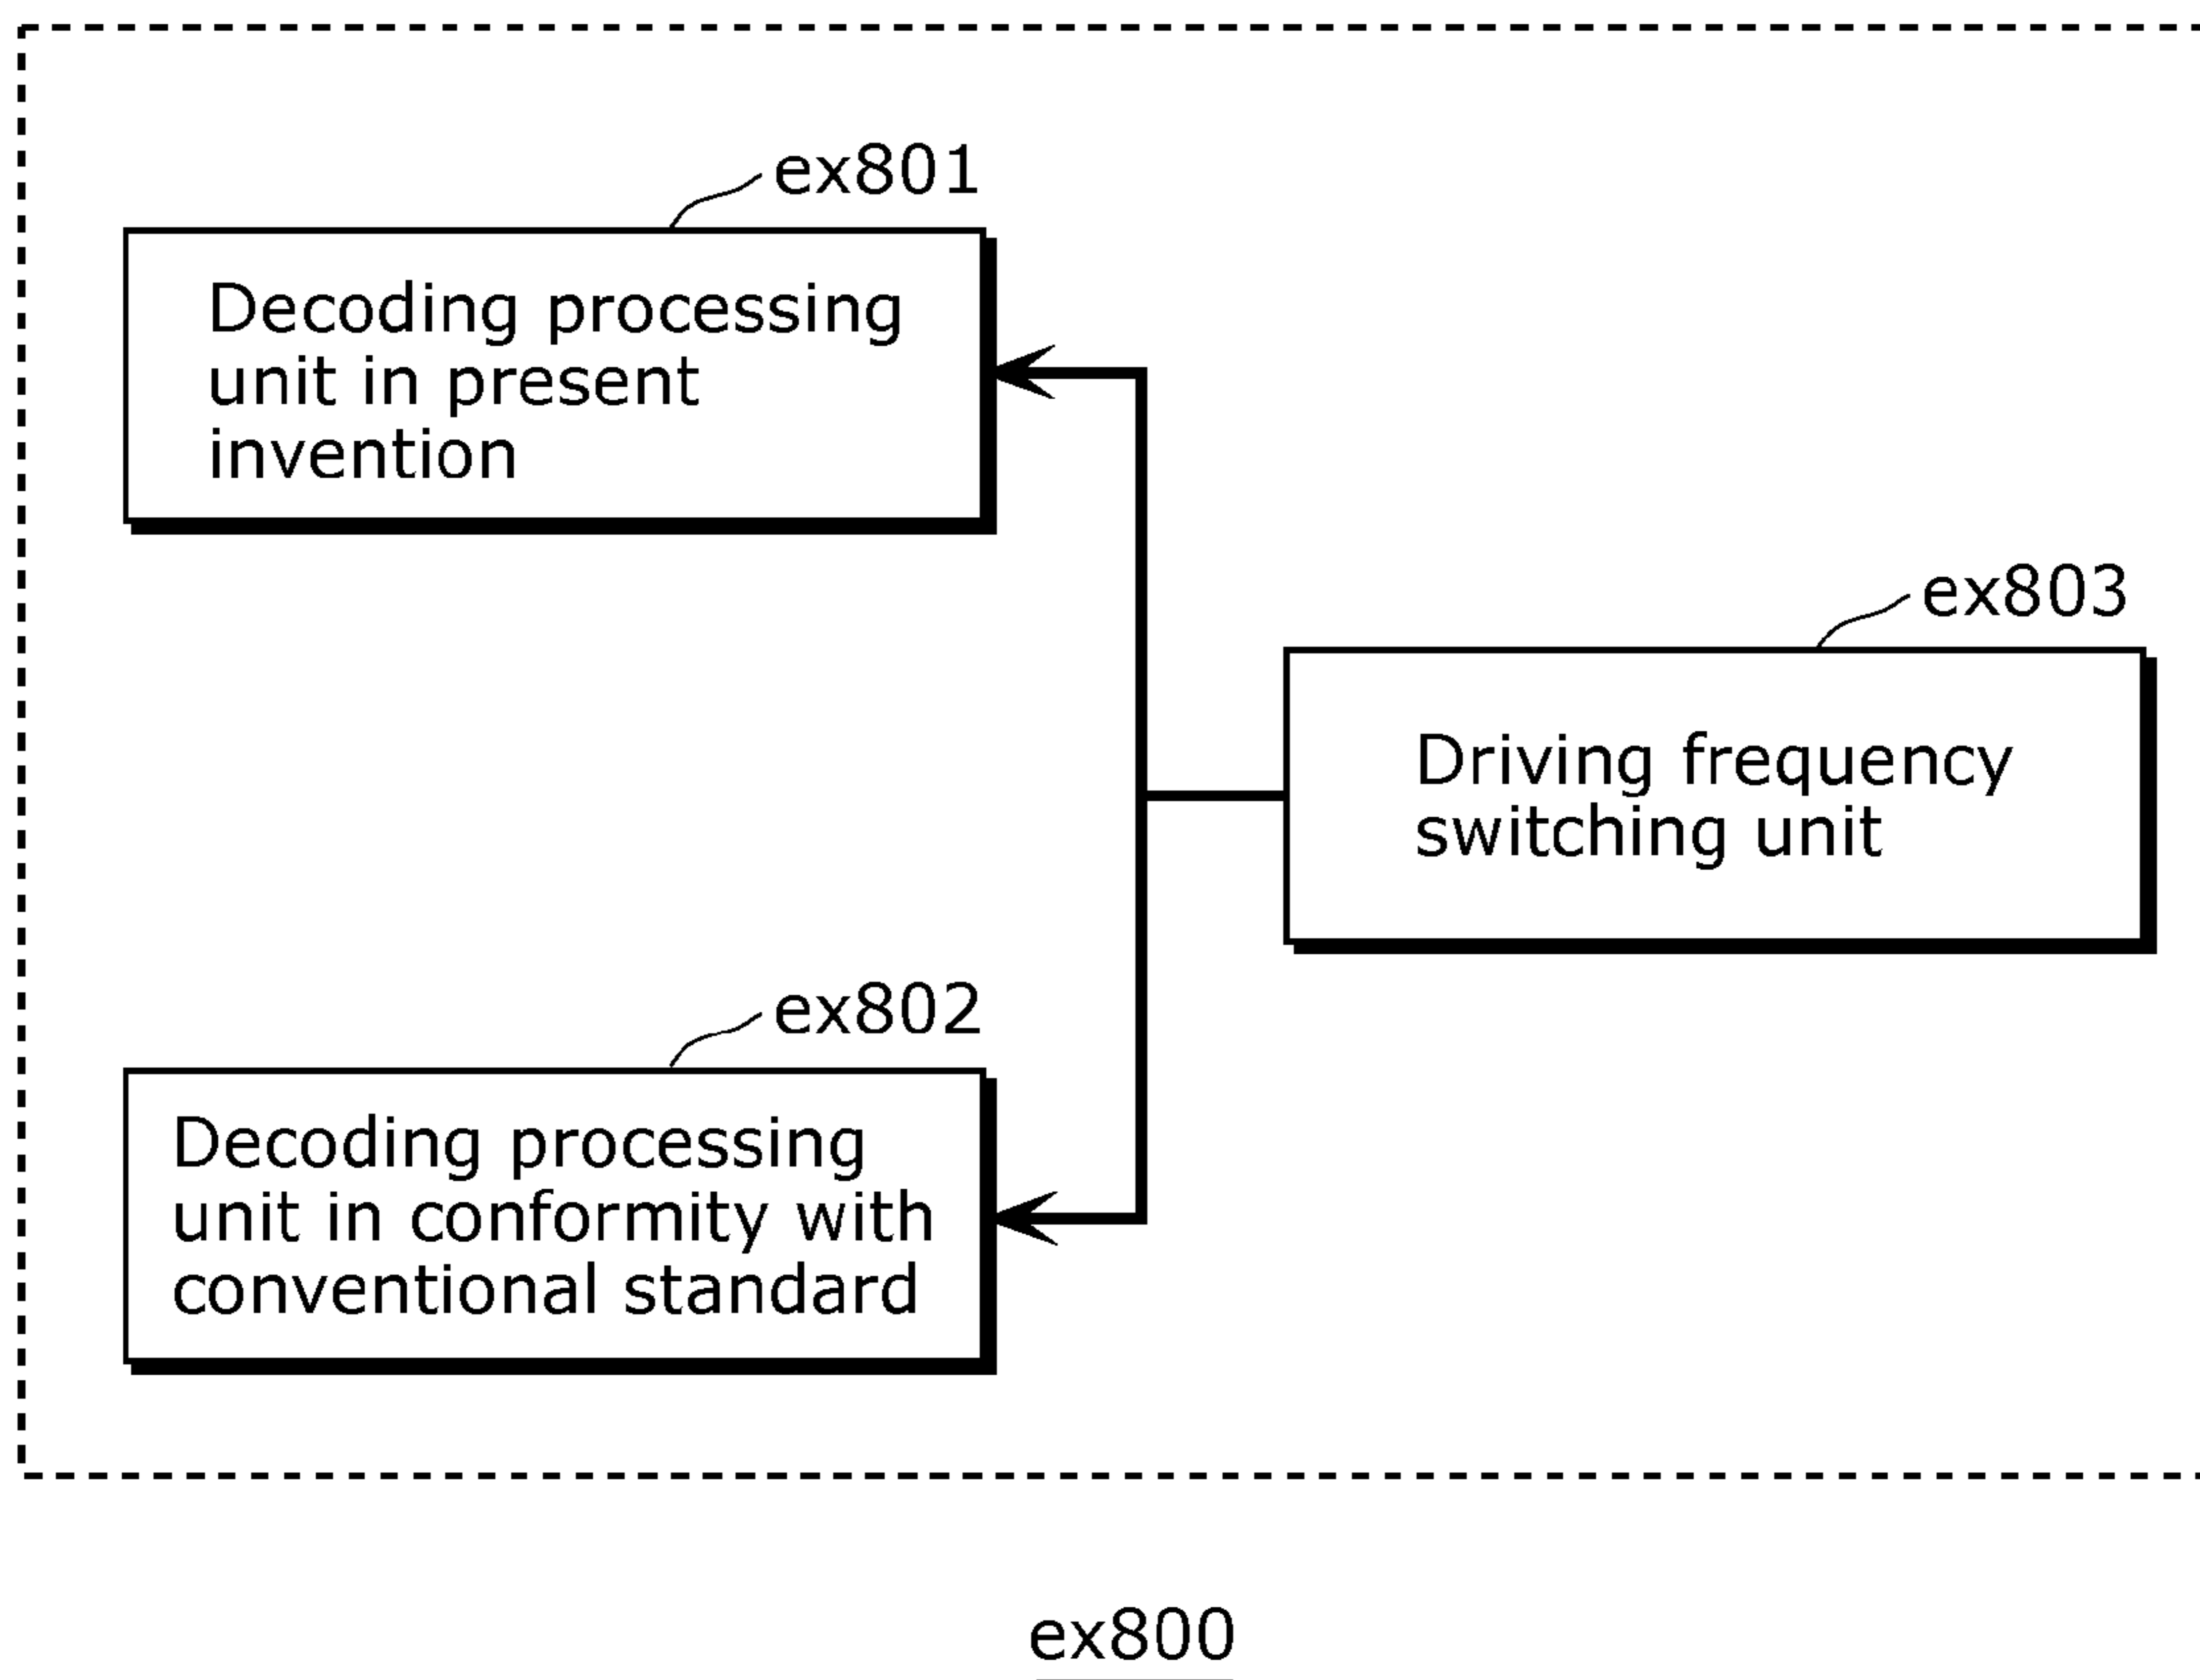 ex801
Decoding processing
unit in present
invention
ex803
Driving frequency
switching unit
ex802
Decoding processing
unit in conformity with
conventional standard
ex800